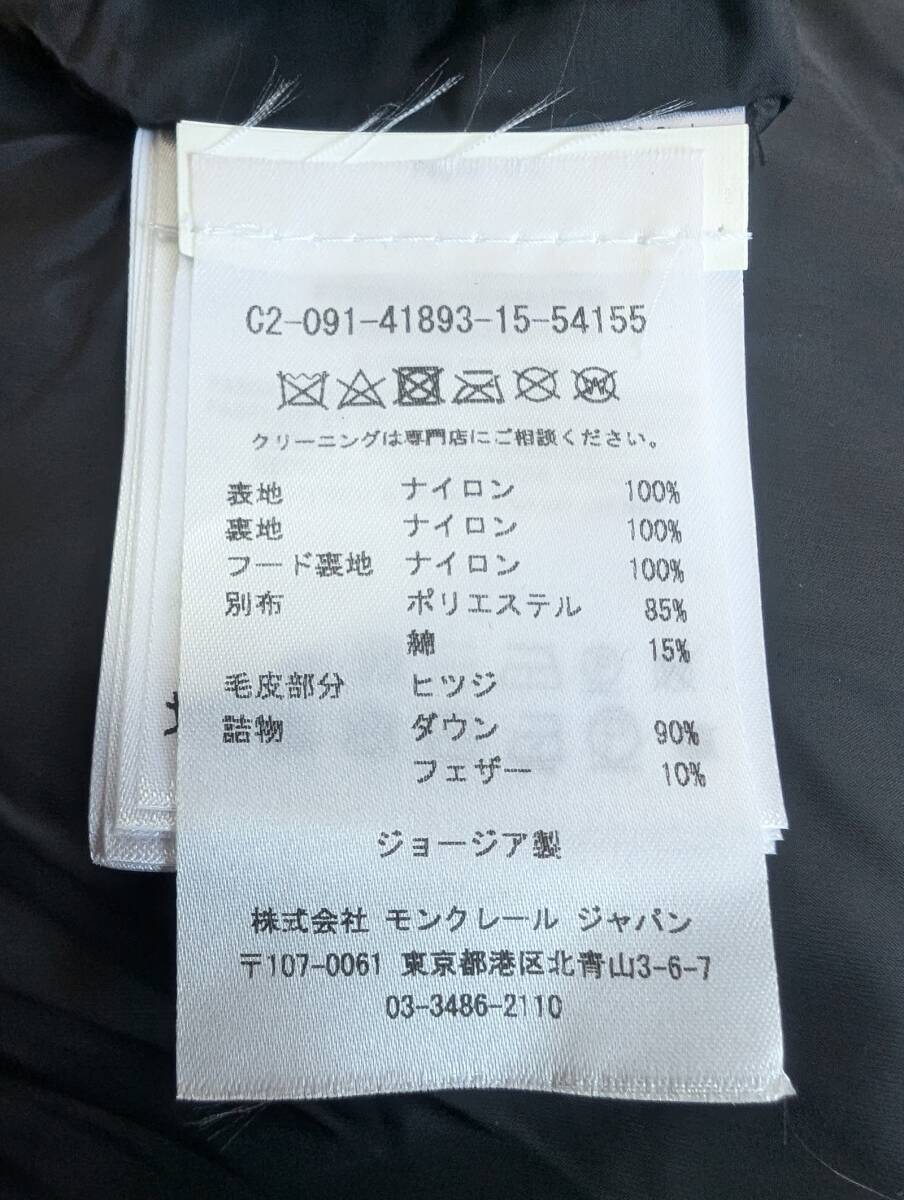 C2-091-41893-15-54155
クリーニングは専門店にご相談ください。
表地 ナイロン 100%
裏地 ナイロン 100%
フード裏地 ナイロン 100%
別布 ポリエステル 85%
綿 15%
毛皮部分 ヒツジ
詰物 ダウン 90%
フェザー 10%
ジョージア製
株式会社 モンクレール ジャパン
〒107-0061 東京都港区北青山3-6-7
03-3486-2110